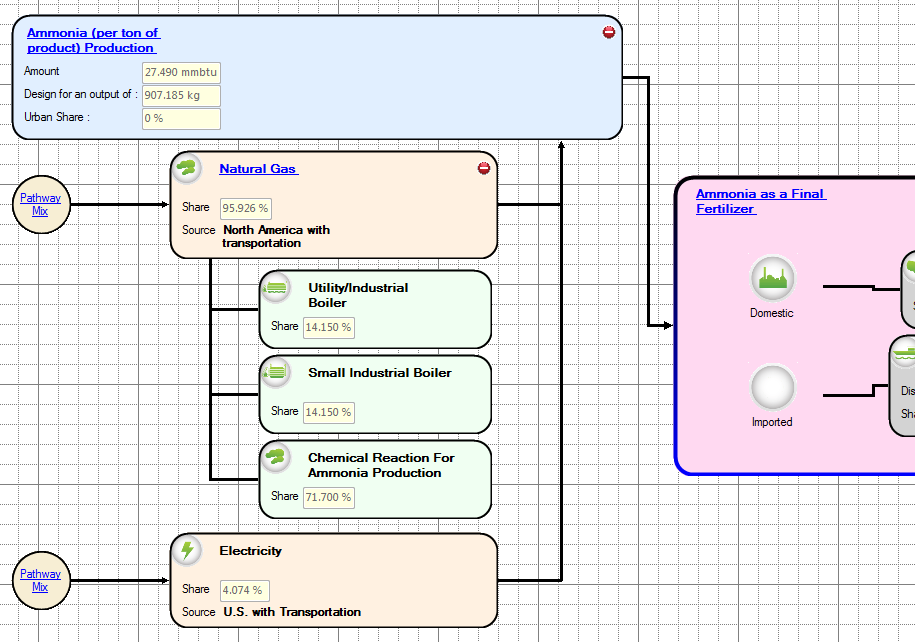 Ammonia (per ton of
product) Production
Amount 27.490 mmbtu
Design for an output of : 907.185 kg
Urban Share : 0 %
Pathway
Mix
Natural Gas
Share 95.926 %
Source North America with
transportation
Utility/Industrial
Boiler
Share 14.150 %
Small Industrial Boiler
Share 14.150 %
Chemical Reaction For
Ammonia Production
Share 71.700 %
Pathway
Mix
Electricity
Share 4.074 %
Source U.S. with Transportation
Ammonia as a Final
Fertilizer
Domestic
Imported